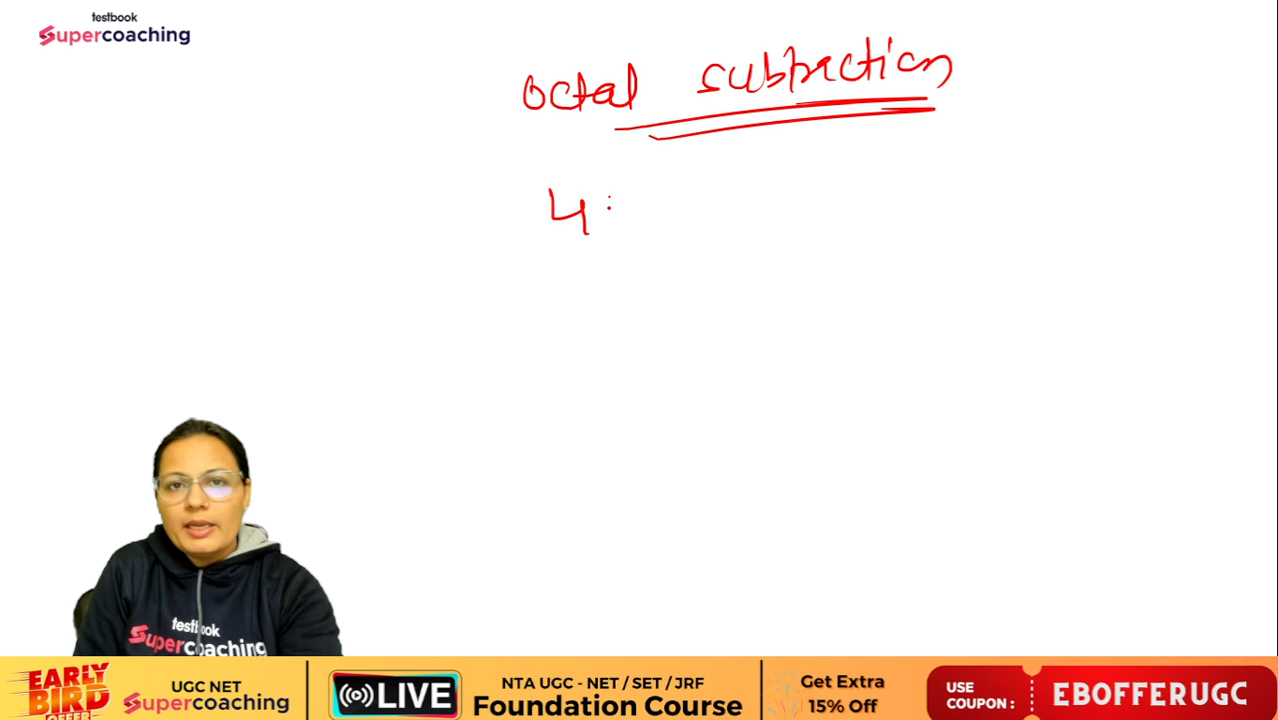 testbook
Supercoaching
octal subtraction
4 :
testbook
Supercoaching
EARLY
BIRD
OFFER
UGC NET
Supercoaching
LIVE
NTA UGC - NET / SET / JRF
Foundation Course
Get Extra
15% Off
USE
COUPON :
EBOFFERUGC